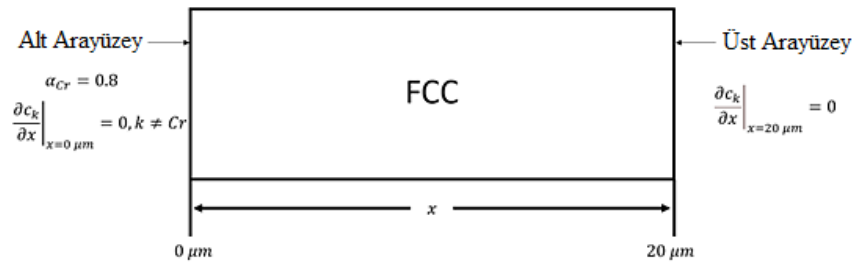 Alt Arayüzey
Üst Arayüzey
α_Cr = 0.8
FCC
∂c_k/∂x |_{x=0 μm} = 0, k ≠ Cr
∂c_k/∂x |_{x=20 μm} = 0
x
0 μm
20 μm